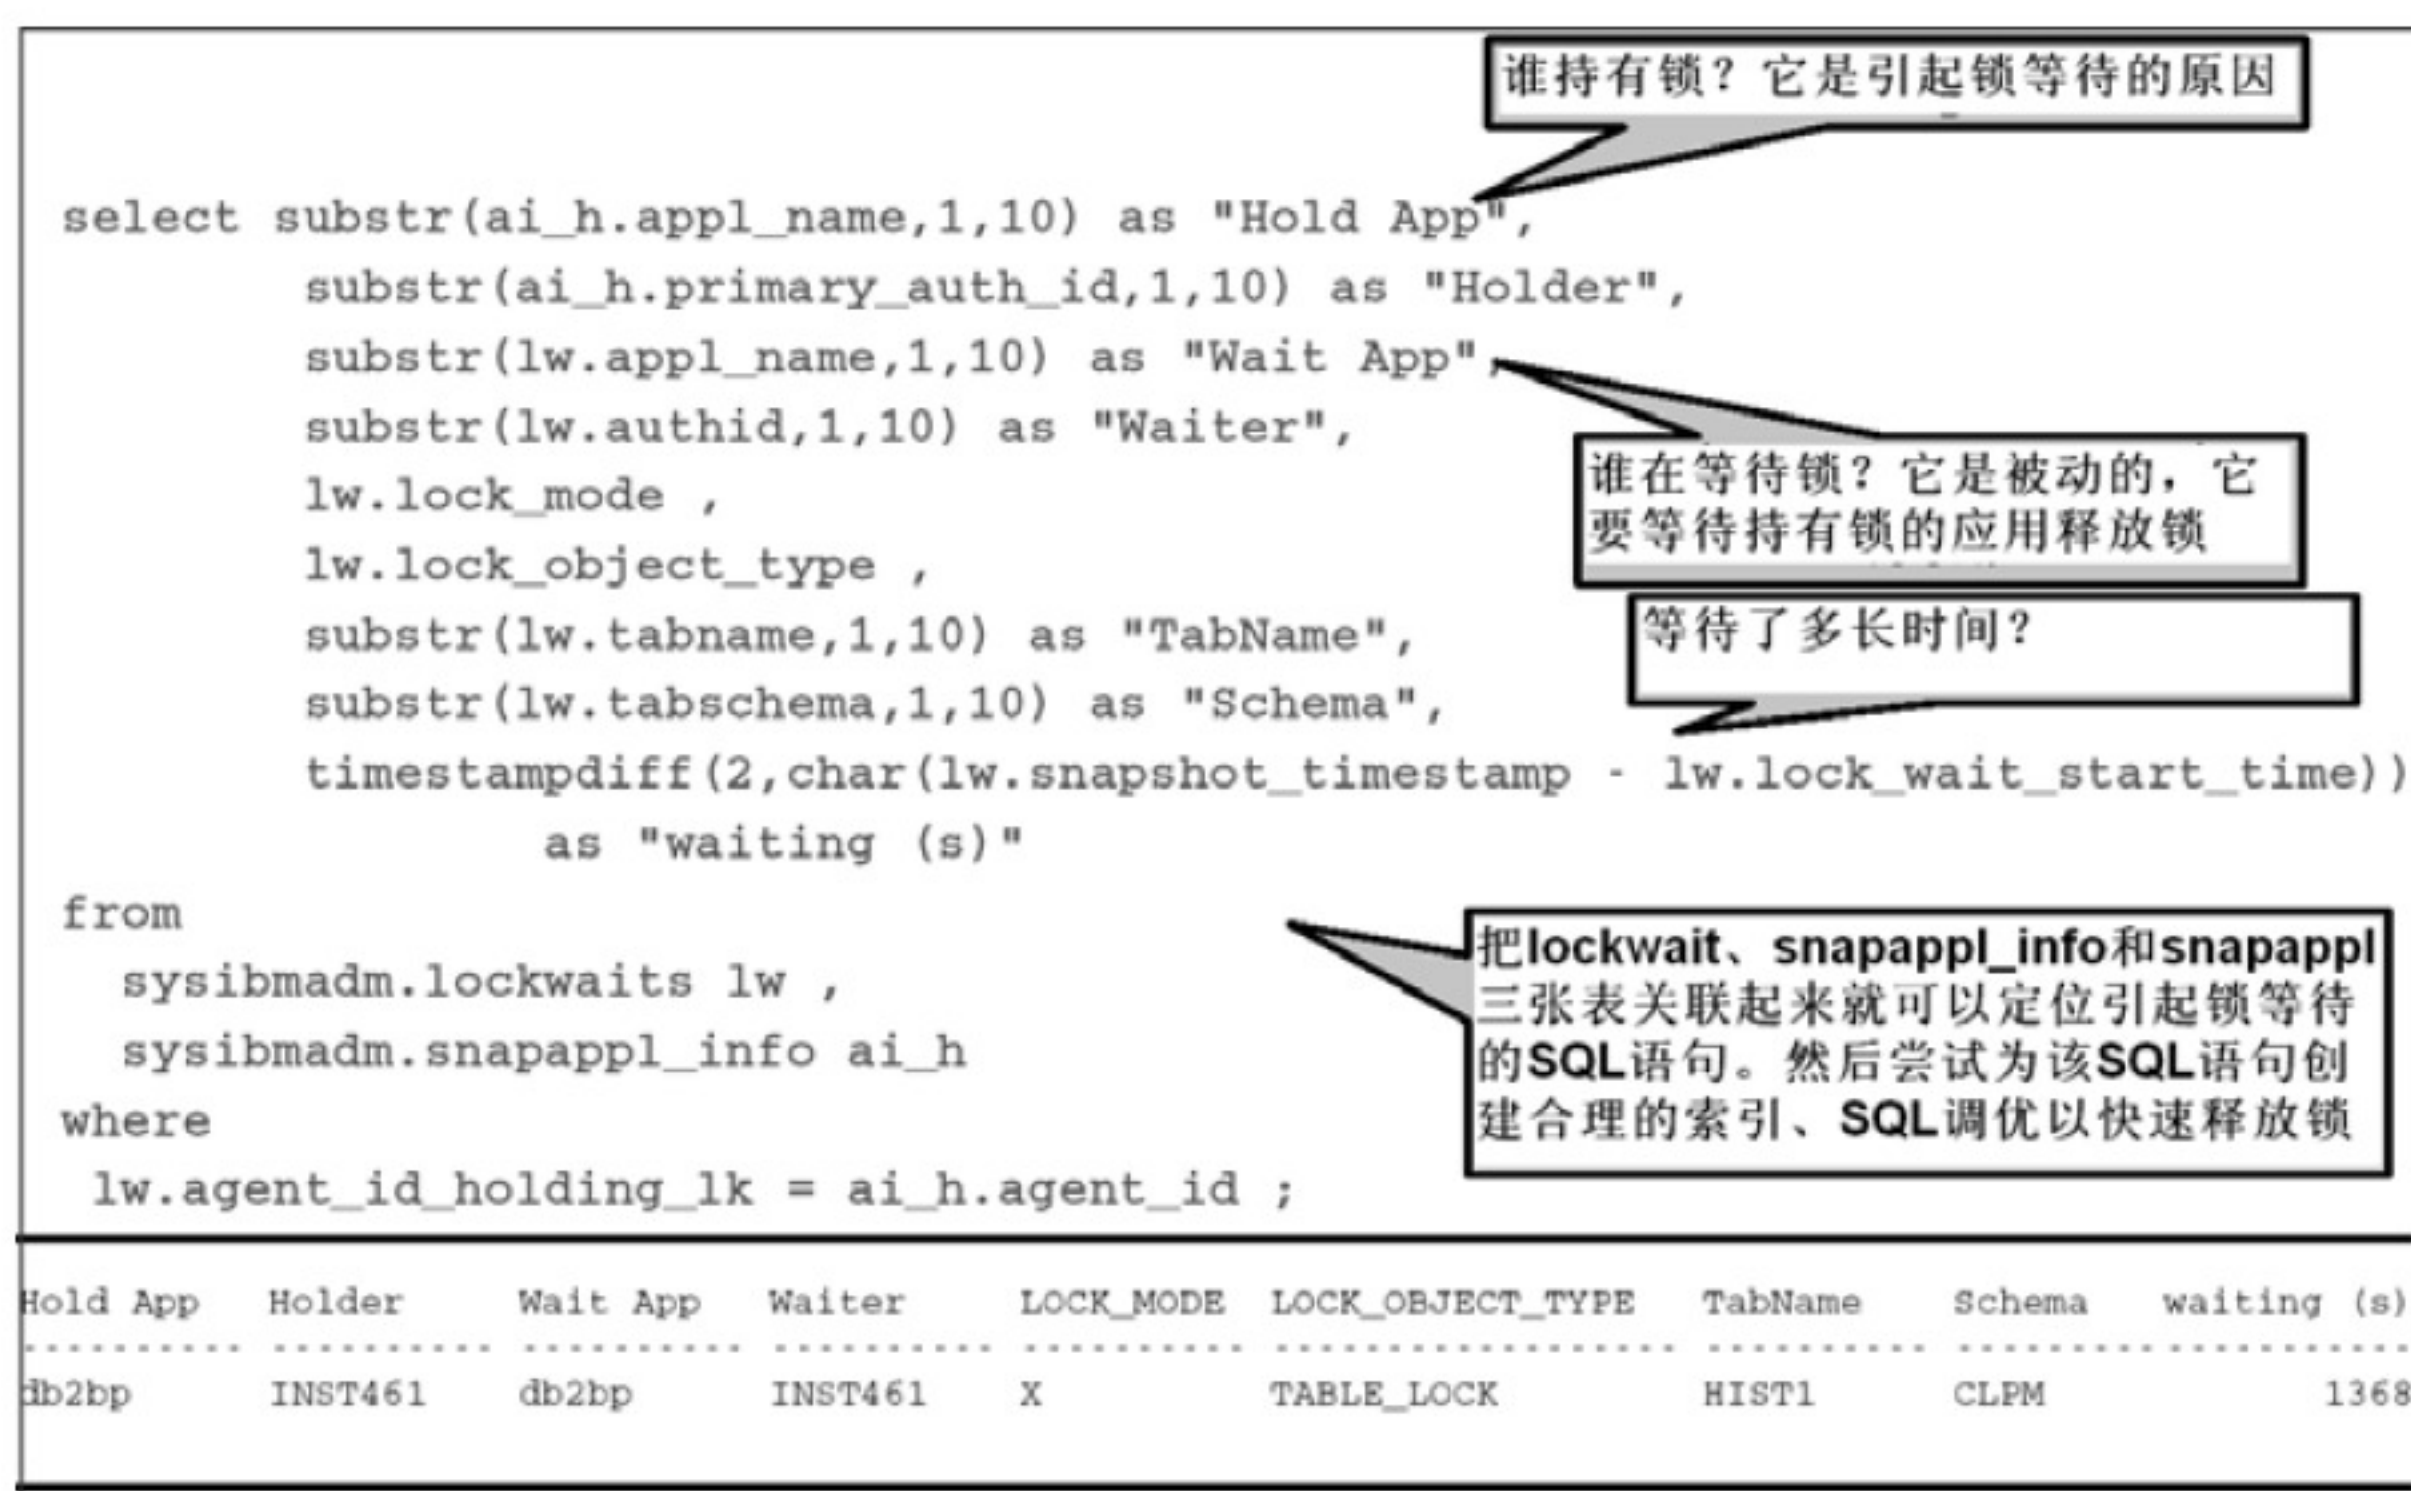 谁持有锁？它是引起锁等待的原因
select substr(ai_h.appl_name,1,10) as "Hold App",
substr(ai_h.primary_auth_id,1,10) as "Holder",
substr(lw.appl_name,1,10) as "Wait App",
substr(lw.authid,1,10) as "Waiter",
谁在等待锁？它是被动的，它
要等待持有锁的应用释放锁
lw.lock_mode ,
lw.lock_object_type ,
等待了多长时间？
substr(lw.tabname,1,10) as "TabName",
substr(lw.tabschema,1,10) as "Schema",
timestampdiff(2,char(lw.snapshot_timestamp - lw.lock_wait_start_time))
as "waiting (s)"
from
sysibmadm.lockwaits lw ,
sysibmadm.snapappl_info ai_h
where
lw.agent_id_holding_lk = ai_h.agent_id ;
把lockwait、snapappl_info和snapappl
三张表关联起来就可以定位引起锁等待
的SQL语句。然后尝试为该SQL语句创
建合理的索引、SQL调优以快速释放锁
Hold App Holder Wait App Waiter LOCK_MODE LOCK_OBJECT_TYPE TabName Schema waiting (s)
---------- ---------- ---------- ---------- ---------- ------------------ ---------- ---------- -----------
db2bp INST461 db2bp INST461 X TABLE_LOCK HIST1 CLPM 1368